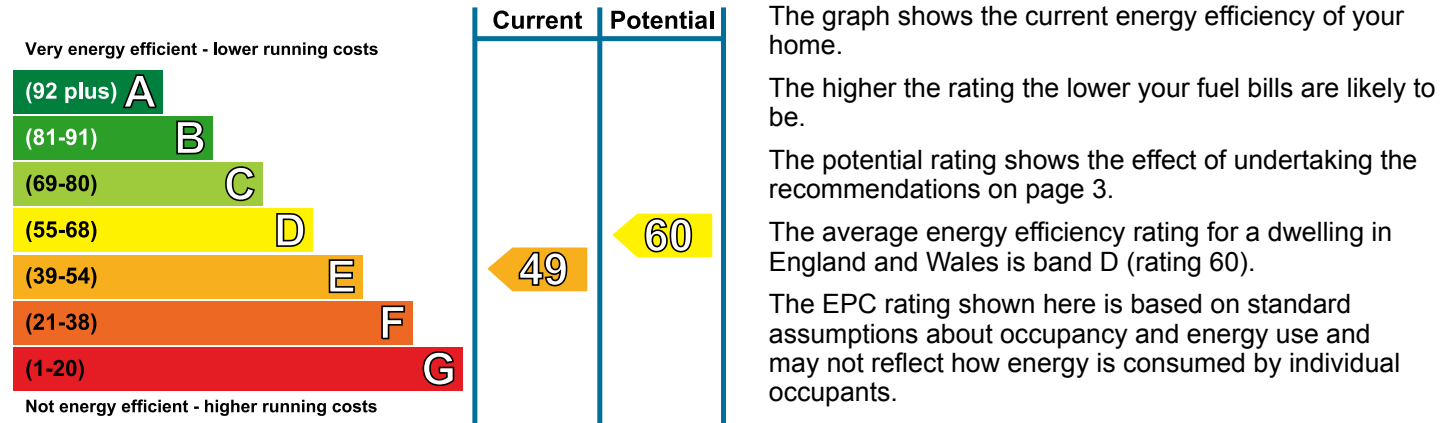 Current Potential
Very energy efficient - lower running costs
(92 plus) A
(81-91) B
(69-80) C
(55-68) D
(39-54) E
(21-38) F
(1-20) G
49
60
Not energy efficient - higher running costs
The graph shows the current energy efficiency of your
home.
The higher the rating the lower your fuel bills are likely to
be.
The potential rating shows the effect of undertaking the
recommendations on page 3.
The average energy efficiency rating for a dwelling in
England and Wales is band D (rating 60).
The EPC rating shown here is based on standard
assumptions about occupancy and energy use and
may not reflect how energy is consumed by individual
occupants.